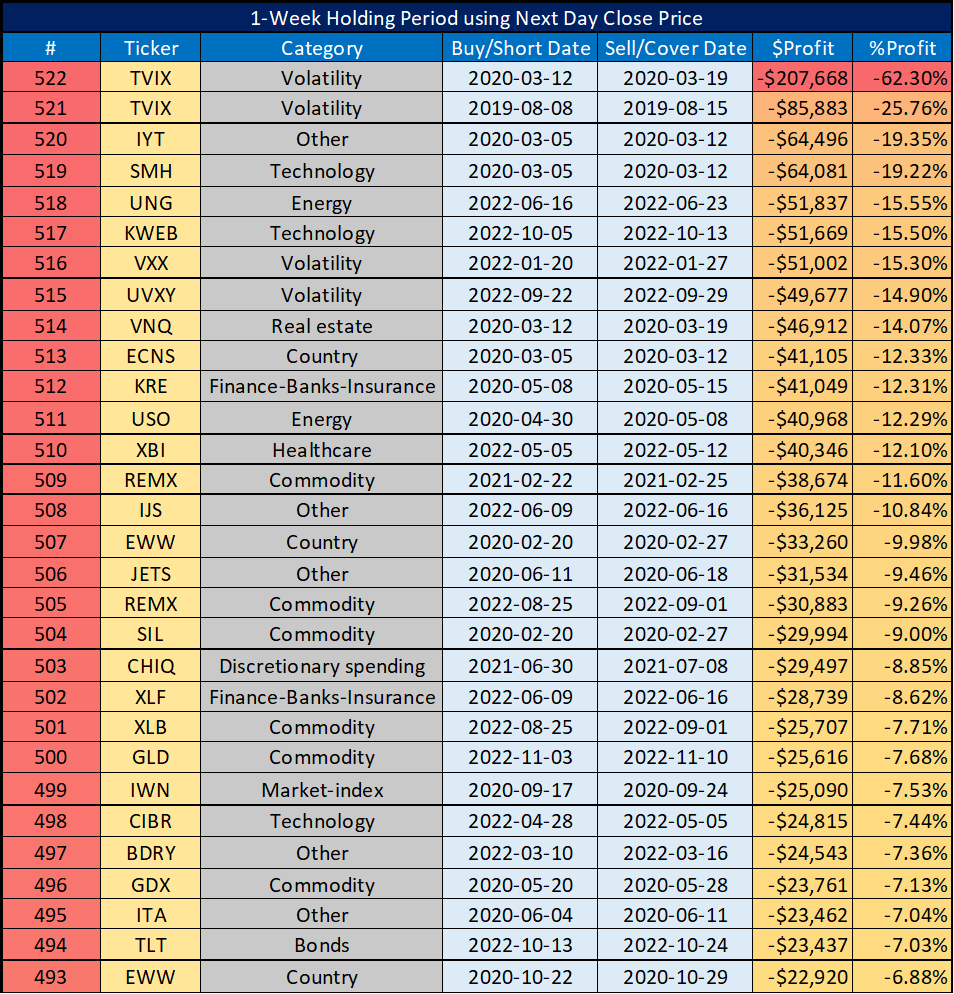 1-Week Holding Period using Next Day Close Price
# Ticker Category Buy/Short Date Sell/Cover Date $Profit %Profit
522 TVIX Volatility 2020-03-12 2020-03-19 -$207,668 -62.30%
521 TVIX Volatility 2019-08-08 2019-08-15 -$85,883 -25.76%
520 IYT Other 2020-03-05 2020-03-12 -$64,496 -19.35%
519 SMH Technology 2020-03-05 2020-03-12 -$64,081 -19.22%
518 UNG Energy 2022-06-16 2022-06-23 -$51,837 -15.55%
517 KWEB Technology 2022-10-05 2022-10-13 -$51,669 -15.50%
516 VXX Volatility 2022-01-20 2022-01-27 -$51,002 -15.30%
515 UVXY Volatility 2022-09-22 2022-09-29 -$49,677 -14.90%
514 VNQ Real estate 2020-03-12 2020-03-19 -$46,912 -14.07%
513 ECNS Country 2020-03-05 2020-03-12 -$41,105 -12.33%
512 KRE Finance-Banks-Insurance 2020-05-08 2020-05-15 -$41,049 -12.31%
511 USO Energy 2020-04-30 2020-05-08 -$40,968 -12.29%
510 XBI Healthcare 2022-05-05 2022-05-12 -$40,346 -12.10%
509 REMX Commodity 2021-02-22 2021-02-25 -$38,674 -11.60%
508 IJS Other 2022-06-09 2022-06-16 -$36,125 -10.84%
507 EWW Country 2020-02-20 2020-02-27 -$33,260 -9.98%
506 JETS Other 2020-06-11 2020-06-18 -$31,534 -9.46%
505 REMX Commodity 2022-08-25 2022-09-01 -$30,883 -9.26%
504 SIL Commodity 2020-02-20 2020-02-27 -$29,994 -9.00%
503 CHIQ Discretionary spending 2021-06-30 2021-07-08 -$29,497 -8.85%
502 XLF Finance-Banks-Insurance 2022-06-09 2022-06-16 -$28,739 -8.62%
501 XLB Commodity 2022-08-25 2022-09-01 -$25,707 -7.71%
500 GLD Commodity 2022-11-03 2022-11-10 -$25,616 -7.68%
499 IWN Market-index 2020-09-17 2020-09-24 -$25,090 -7.53%
498 CIBR Technology 2022-04-28 2022-05-05 -$24,815 -7.44%
497 BDRY Other 2022-03-10 2022-03-16 -$24,543 -7.36%
496 GDX Commodity 2020-05-20 2020-05-28 -$23,761 -7.13%
495 ITA Other 2020-06-04 2020-06-11 -$23,462 -7.04%
494 TLT Bonds 2022-10-13 2022-10-24 -$23,437 -7.03%
493 EWW Country 2020-10-22 2020-10-29 -$22,920 -6.88%